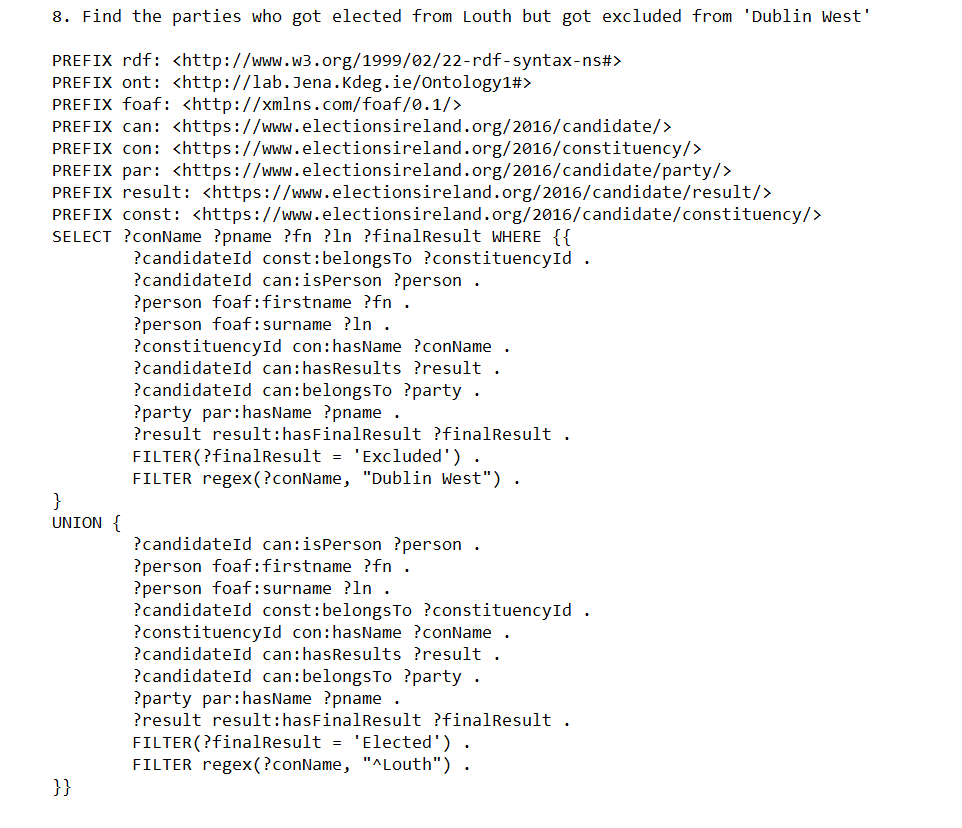 8. Find the parties who got elected from Louth but got excluded from 'Dublin West'
PREFIX rdf: <http://www.w3.org/1999/02/22-rdf-syntax-ns#>
PREFIX ont: <http://lab.Jena.Kdeg.ie/Ontology1#>
PREFIX foaf: <http://xmlns.com/foaf/0.1/>
PREFIX can: <https://www.electionsireland.org/2016/candidate/>
PREFIX con: <https://www.electionsireland.org/2016/constituency/>
PREFIX par: <https://www.electionsireland.org/2016/candidate/party/>
PREFIX result: <https://www.electionsireland.org/2016/candidate/result/>
PREFIX const: <https://www.electionsireland.org/2016/candidate/constituency/>
SELECT ?conName ?pname ?fn ?ln ?finalResult WHERE {{
?candidateId const:belongsTo ?constituencyId .
?candidateId can:isPerson ?person .
?person foaf:firstname ?fn .
?person foaf:surname ?ln .
?constituencyId con:hasName ?conName .
?candidateId can:hasResults ?result .
?candidateId can:belongsTo ?party .
?party par:hasName ?pname .
?result result:hasFinalResult ?finalResult .
FILTER(?finalResult = 'Excluded') .
FILTER regex(?conName, "Dublin West") .
}
UNION {
?candidateId can:isPerson ?person .
?person foaf:firstname ?fn .
?person foaf:surname ?ln .
?candidateId const:belongsTo ?constituencyId .
?constituencyId con:hasName ?conName .
?candidateId can:hasResults ?result .
?candidateId can:belongsTo ?party .
?party par:hasName ?pname .
?result result:hasFinalResult ?finalResult .
FILTER(?finalResult = 'Elected') .
FILTER regex(?conName, "^Louth") .
}}